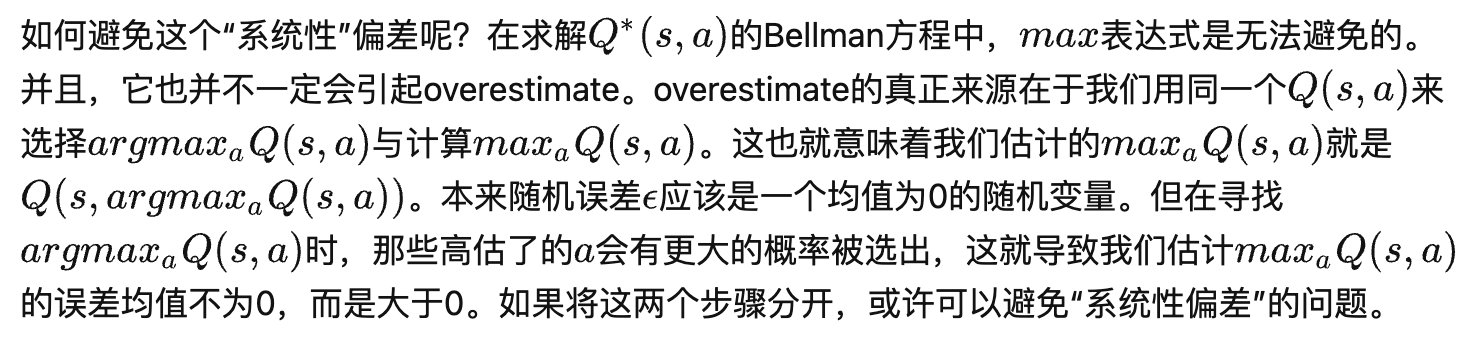 如何避免这个“系统性”偏差呢？在求解$Q^*(s,a)$的Bellman方程中，$max$表达式是无法避免的。
并且，它也并不一定会引起overestimate。overestimate的真正来源在于我们用同一个$Q(s,a)$来
选择$argmax_aQ(s,a)$与计算$max_aQ(s,a)$。这也就意味着我们估计的$max_aQ(s,a)$就是
$Q(s,argmax_aQ(s,a))$。本来随机误差$\epsilon$应该是一个均值为0的随机变量。但在寻找
$argmax_aQ(s,a)$时，那些高估了的$a$会有更大的概率被选出，这就导致我们估计$max_aQ(s,a)$
的误差均值不为0，而是大于0。如果将这两个步骤分开，或许可以避免“系统性偏差”的问题。